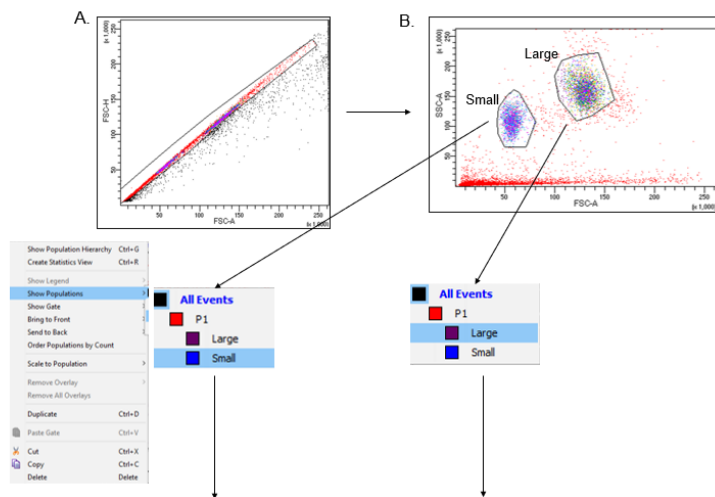 A.
(x 1,000)
FSC-H
50 100 150 200 250
50 100 150 200 250
FSC-A
(x 1,000)
B.
(x 1,000)
SSC-A
50 100 150 200 250
50 100 150 200 250
FSC-A
(x 1,000)
Large
Small
Show Population Hierarchy Ctrl+G
Create Statistics View Ctrl+R
Show Legend
Show Populations
Show Gate
Bring to Front
Send to Back
Order Populations by Count
Scale to Population
Remove Overlay
Remove All Overlays
Duplicate Ctrl+D
Paste Gate Ctrl+V
Cut Ctrl+X
Copy Ctrl+C
Delete Delete
All Events
P1
Large
Small
All Events
P1
Large
Small